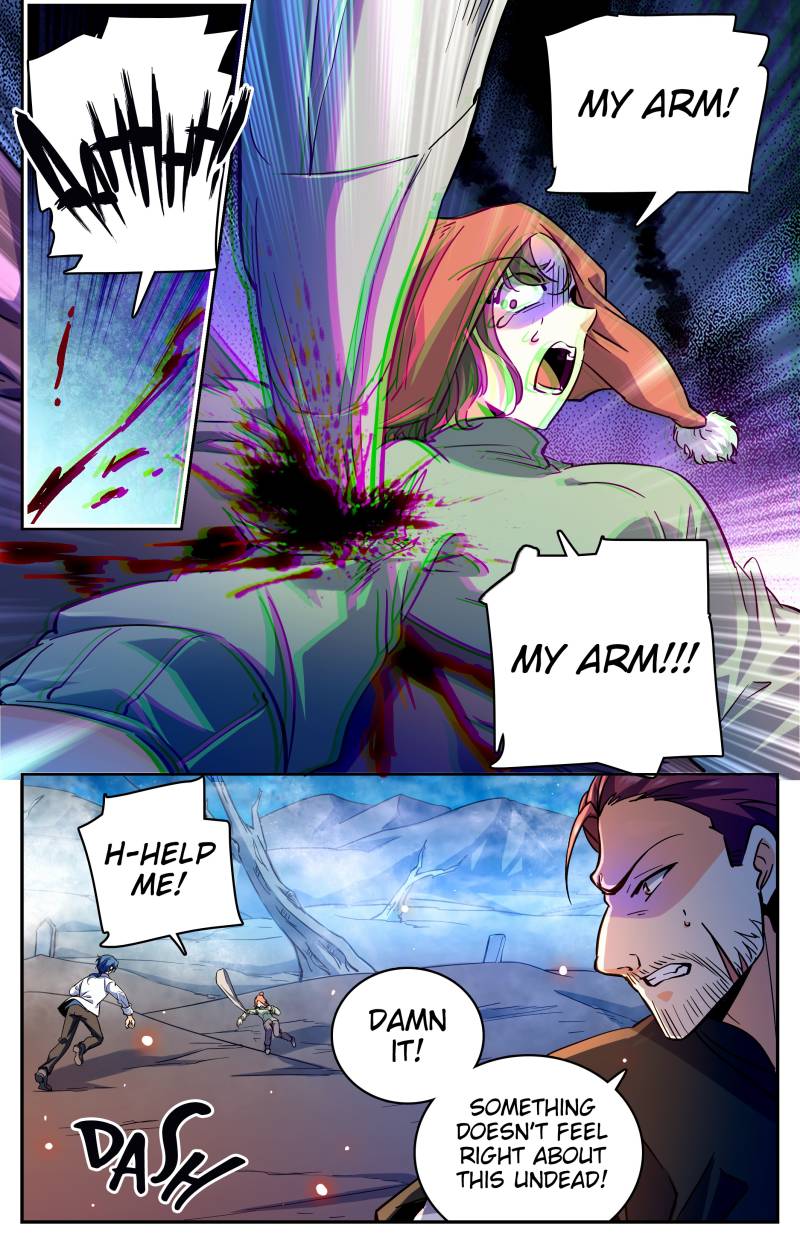 AAHHHH!
MY ARM!
MY ARM!!!
H-HELP
ME!
DAMN
IT!
SOMETHING
DOESN'T FEEL
RIGHT ABOUT
THIS UNDEAD!
DASH